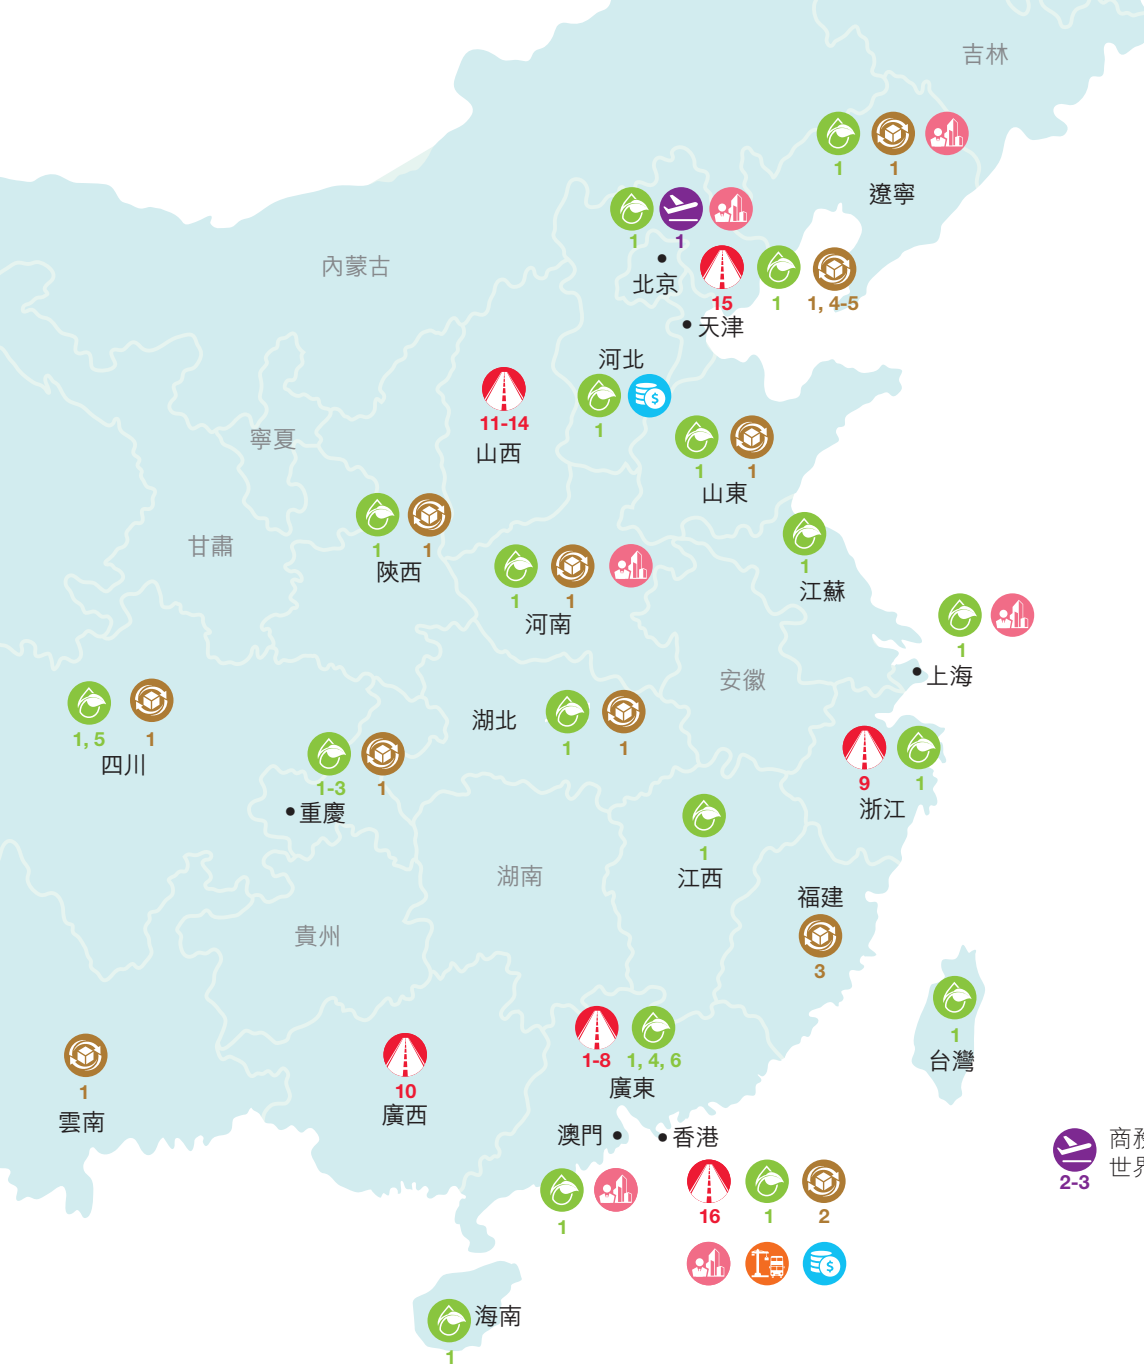 吉林
1
1
遼寧
1
1
北京
內蒙古
15
1
1, 4-5
天津
河北
1
11-14
山西
寧夏
1
1
山東
1
1
陝西
甘肅
1
江蘇
1
1
河南
1
上海
安徽
湖北
1
1
1, 5
1
四川
1-3
1
重慶
9
1
浙江
1
江西
湖南
福建
3
貴州
1
台灣
1
雲南
10
廣西
1-8
1, 4, 6
廣東
澳門
香港
1
16
1
2
商務
世界
2-3
海南
1